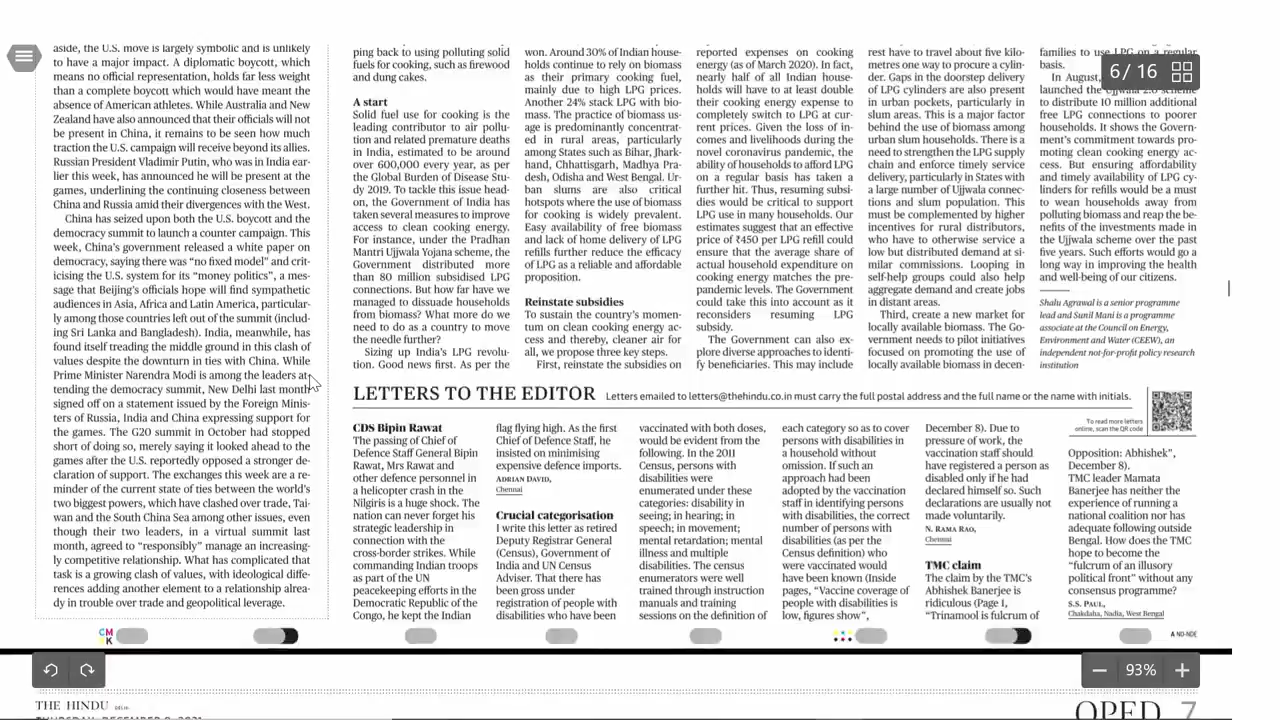 aside, the U.S. move is largely symbolic and is unlikely
to have a major impact. A diplomatic boycott, which
means no official representation, holds far less weight
than a complete boycott which would have meant the
absence of American athletes. While Australia and New
Zealand have also announced that their officials will not
be present in China, it remains to be seen how much
traction the U.S. campaign will receive beyond its allies.
Russian President Vladimir Putin, who was in India ear-
lier this week, has announced he will be present at the
games, underlining the continuing closeness between
China and Russia amid their divergences with the West.
China has seized upon both the U.S. boycott and the
democracy summit to launch a counter campaign. This
week, China's government released a white paper on
democracy, saying there was “no fixed model” and crit-
icising the U.S. system for its “money politics”, a mes-
sage that Beijing's officials hope will find sympathetic
audiences in Asia, Africa and Latin America, particular-
ly among those countries left out of the summit (includ-
ing Sri Lanka and Bangladesh). India, meanwhile, has
found itself treading the middle ground in this clash of
values despite the downturn in ties with China. While
Prime Minister Narendra Modi is among the leaders at-
tending the democracy summit, New Delhi last month
signed off on a statement issued by the Foreign Minis-
ters of Russia, India and China expressing support for
the games. The G20 summit in October had stopped
short of doing so, merely saying it looked ahead to the
games after the U.S. reportedly opposed a stronger de-
claration of support. The exchanges this week are a re-
minder of the current state of ties between the world's
two biggest powers, which have clashed over trade, Tai-
wan and the South China Sea among other issues, even
though their two leaders, in a virtual summit last
month, agreed to “responsibly” manage an increasing-
ly competitive relationship. What has complicated that
task is a growing clash of values, with ideological diffe-
rences adding another element to a relationship alrea-
dy in trouble over trade and geopolitical leverage.
ping back to using polluting solid
fuels for cooking, such as firewood
and dung cakes.
A start
Solid fuel use for cooking is the
leading contributor to air pollu-
tion and related premature deaths
in India, estimated to be around
over 600,000 every year, as per
the Global Burden of Disease Stu-
dy 2019. To tackle this issue head-
on, the Government of India has
taken several measures to improve
access to clean cooking energy.
For instance, under the Pradhan
Mantri Ujjwala Yojana scheme, the
Government distributed more
than 80 million subsidised LPG
connections. But how far have we
managed to dissuade households
from biomass? What more do we
need to do as a country to move
the needle further?
Sizing up India's LPG revolu-
tion. Good news first. As per the
won. Around 30% of Indian house-
holds continue to rely on biomass
as their primary cooking fuel,
mainly due to high LPG prices.
Another 24% stack LPG with bio-
mass. The practice of biomass us-
age is predominantly concentrat-
ed in rural areas, particularly
among States such as Bihar, Jhark-
hand, Chhattisgarh, Madhya Pra-
desh, Odisha and West Bengal. Ur-
ban slums are also critical
hotspots where the use of biomass
for cooking is widely prevalent.
Easy availability of free biomass
and lack of home delivery of LPG
refills further reduce the efficacy
of LPG as a reliable and affordable
proposition.
Reinstate subsidies
To sustain the country's momen-
tum on clean cooking energy ac-
cess and thereby, cleaner air for
all, we propose three key steps.
First, reinstate the subsidies on
reported expenses on cooking
energy (as of March 2020). In fact,
nearly half of all Indian house-
holds will have to at least double
their cooking energy expense to
completely switch to LPG at cur-
rent prices. Given the loss of in-
comes and livelihoods during the
novel coronavirus pandemic, the
ability of households to afford LPG
on a regular basis has taken a
further hit. Thus, resuming subsi-
dies would be critical to support
LPG use in many households. Our
estimates suggest that an effective
price of ₹450 per LPG refill could
ensure that the average share of
actual household expenditure on
cooking energy matches the pre-
pandemic levels. The Government
could take this into account as it
reconsiders resuming LPG
subsidy.
The Government can also ex-
plore diverse approaches to identi-
fy beneficiaries. This may include
rest have to travel about five kilo-
metres one way to procure a cylin-
der. Gaps in the doorstep delivery
of LPG cylinders are also present
in urban pockets, particularly in
slum areas. This is a major factor
behind the use of biomass among
urban slum households. There is a
need to strengthen the LPG supply
chain and enforce timely service
delivery, particularly in States with
a large number of Ujjwala connec-
tions and slum population. This
must be complemented by higher
incentives for rural distributors,
who have to otherwise service a
low but distributed demand at si-
milar commissions. Looping in
self-help groups could also help
aggregate demand and create jobs
in distant areas.
Third, create a new market for
locally available biomass. The Go-
vernment needs to pilot initiatives
focused on promoting the use of
locally available biomass in decen-
families to use LPG on a regular
basis.
In August,
launched the Ujjwala 2.0 scheme
to distribute 10 million additional
free LPG connections to poorer
households. It shows the Govern-
ment's commitment towards pro-
moting clean cooking energy ac-
cess. But ensuring affordability
and timely availability of LPG cy-
linders for refills would be a must
to wean households away from
polluting biomass and reap the be-
nefits of the investments made in
the Ujjwala scheme over the past
five years. Such efforts would go a
long way in improving the health
and well-being of our citizens.
Shalu Agrawal is a senior programme
lead and Sunil Mani is a programme
associate at the Council on Energy,
Environment and Water (CEEW), an
independent not-for-profit policy research
institution
6 / 16
LETTERS TO THE EDITOR Letters emailed to letters@thehindu.co.in must carry the full postal address and the full name or the name with initials.
To read more letters
online, scan the QR code
CDS Bipin Rawat
The passing of Chief of
Defence Staff General Bipin
Rawat, Mrs Rawat and
other defence personnel in
a helicopter crash in the
Nilgiris is a huge shock. The
nation can never forget his
strategic leadership in
connection with the
cross-border strikes. While
commanding Indian troops
as part of the UN
peacekeeping efforts in the
Democratic Republic of the
Congo, he kept the Indian
flag flying high. As the first
Chief of Defence Staff, he
insisted on minimising
expensive defence imports.
ADRIAN DAVID,
Chennai
Crucial categorisation
I write this letter as retired
Deputy Registrar General
(Census), Government of
India and UN Census
Adviser. That there has
been gross under
registration of people with
disabilities who have been
vaccinated with both doses,
would be evident from the
following. In the 2011
Census, persons with
disabilities were
enumerated under these
categories: disability in
seeing; in hearing; in
speech; in movement;
mental retardation; mental
illness and multiple
disabilities. The census
enumerators were well
trained through instruction
manuals and training
sessions on the definition of
each category so as to cover
persons with disabilities in
a household without
omission. If such an
approach had been
adopted by the vaccination
staff in identifying persons
with disabilities, the correct
number of persons with
disabilities (as per the
Census definition) who
were vaccinated would
have been known (Inside
pages, “Vaccine coverage of
people with disabilities is
low, figures show”,
December 8). Due to
pressure of work, the
vaccination staff should
have registered a person as
disabled only if he had
declared himself so. Such
declarations are usually not
made voluntarily.
N. RAMA RAO,
Chennai
TMC claim
The claim by the TMC's
Abhishek Banerjee is
ridiculous (Page 1,
“Trinamool is fulcrum of
Opposition: Abhishek”,
December 8).
TMC leader Mamata
Banerjee has neither the
experience of running a
national coalition nor has
adequate following outside
Bengal. How does the TMC
hope to become the
“fulcrum of an illusory
political front” without any
consensus programme?
S.S. PAUL,
Chakdaha, Nadia, West Bengal
CM
K
A NO-NDE
93%
THE HINDU DELHI
THURSDAY, DECEMBER 9, 2021
OPED 7